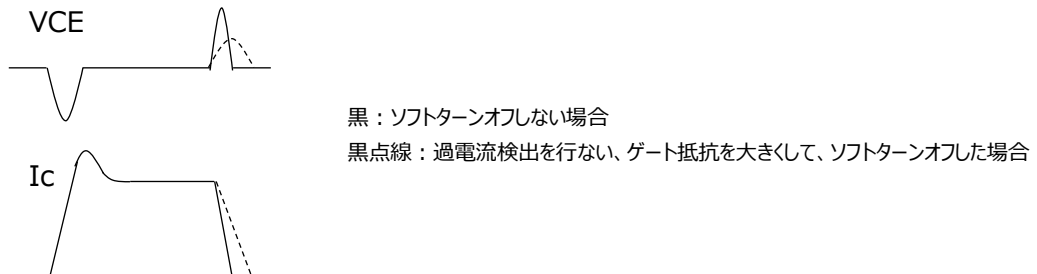 VCE
黒：ソフトターンオフしない場合
黒点線：過電流検出を行ない、ゲート抵抗を大きくして、ソフトターンオフした場合
Ic